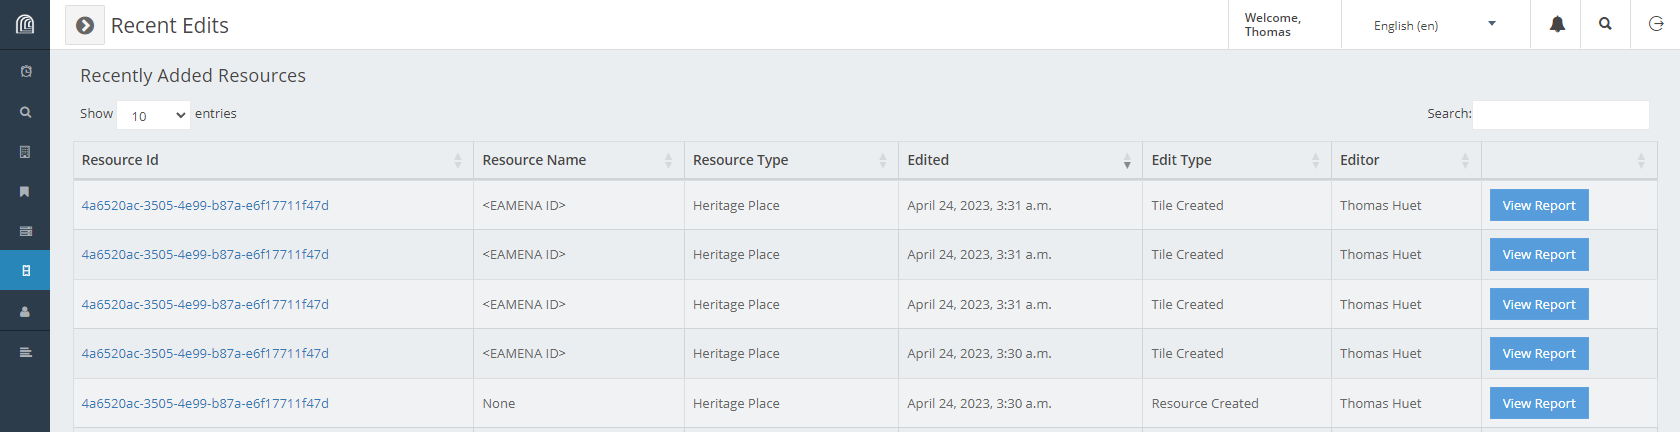 Recent Edits
Welcome,
Thomas
English (en)
Recently Added Resources
Show 10 entries
Search:
Resource Id Resource Name Resource Type Edited Edit Type Editor
4a6520ac-3505-4e99-b87a-e6f17711f47d <EAMENA ID> Heritage Place April 24, 2023, 3:31 a.m. Tile Created Thomas Huet View Report
4a6520ac-3505-4e99-b87a-e6f17711f47d <EAMENA ID> Heritage Place April 24, 2023, 3:31 a.m. Tile Created Thomas Huet View Report
4a6520ac-3505-4e99-b87a-e6f17711f47d <EAMENA ID> Heritage Place April 24, 2023, 3:31 a.m. Tile Created Thomas Huet View Report
4a6520ac-3505-4e99-b87a-e6f17711f47d <EAMENA ID> Heritage Place April 24, 2023, 3:30 a.m. Tile Created Thomas Huet View Report
4a6520ac-3505-4e99-b87a-e6f17711f47d None Heritage Place April 24, 2023, 3:30 a.m. Resource Created Thomas Huet View Report